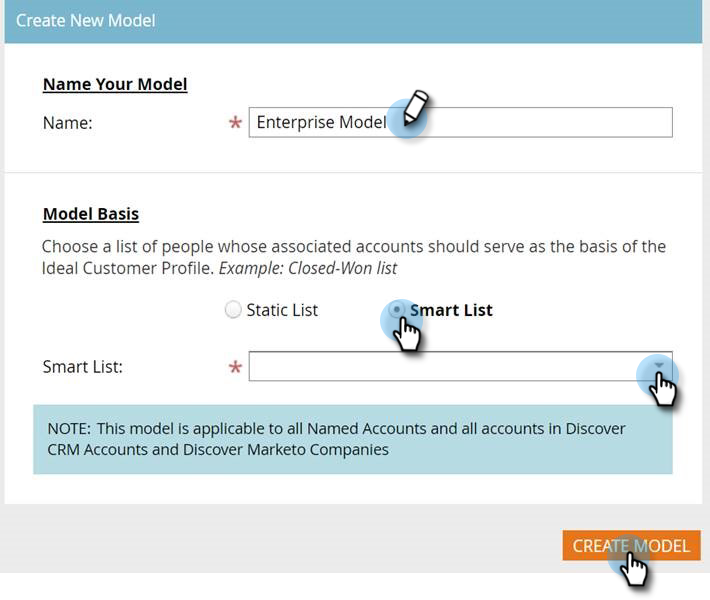 Create New Model
Name Your Model
Name: * Enterprise Model
Model Basis
Choose a list of people whose associated accounts should serve as the basis of the
Ideal Customer Profile. Example: Closed-Won list
Static List Smart List
Smart List: *
NOTE: This model is applicable to all Named Accounts and all accounts in Discover
CRM Accounts and Discover Marketo Companies
CREATE MODEL